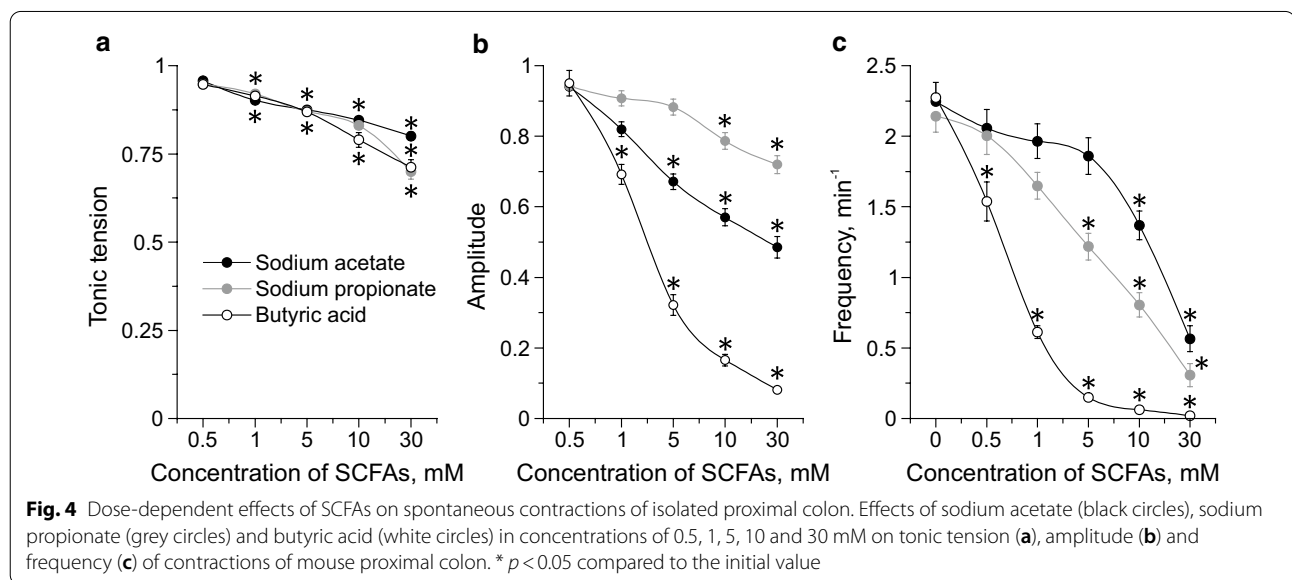 a
Tonic tension
1
0.75
0.5
0.25
0
Sodium acetate
Sodium propionate
Butyric acid
* * * *
* * * *
*
0.5 1 5 10 30
Concentration of SCFAs, mM
b
Amplitude
1
0.8
0.6
0.4
0.2
0
* *
* * * *
* * *
0.5 1 5 10 30
Concentration of SCFAs, mM
c
Frequency, min-1
2.5
2
1.5
1
0.5
0
* * *
* * *
* * * *
0 0.5 1 5 10 30
Concentration of SCFAs, mM
Fig. 4 Dose-dependent effects of SCFAs on spontaneous contractions of isolated proximal colon. Effects of sodium acetate (black circles), sodium
propionate (grey circles) and butyric acid (white circles) in concentrations of 0.5, 1, 5, 10 and 30 mM on tonic tension (a), amplitude (b) and
frequency (c) of contractions of mouse proximal colon. * p < 0.05 compared to the initial value